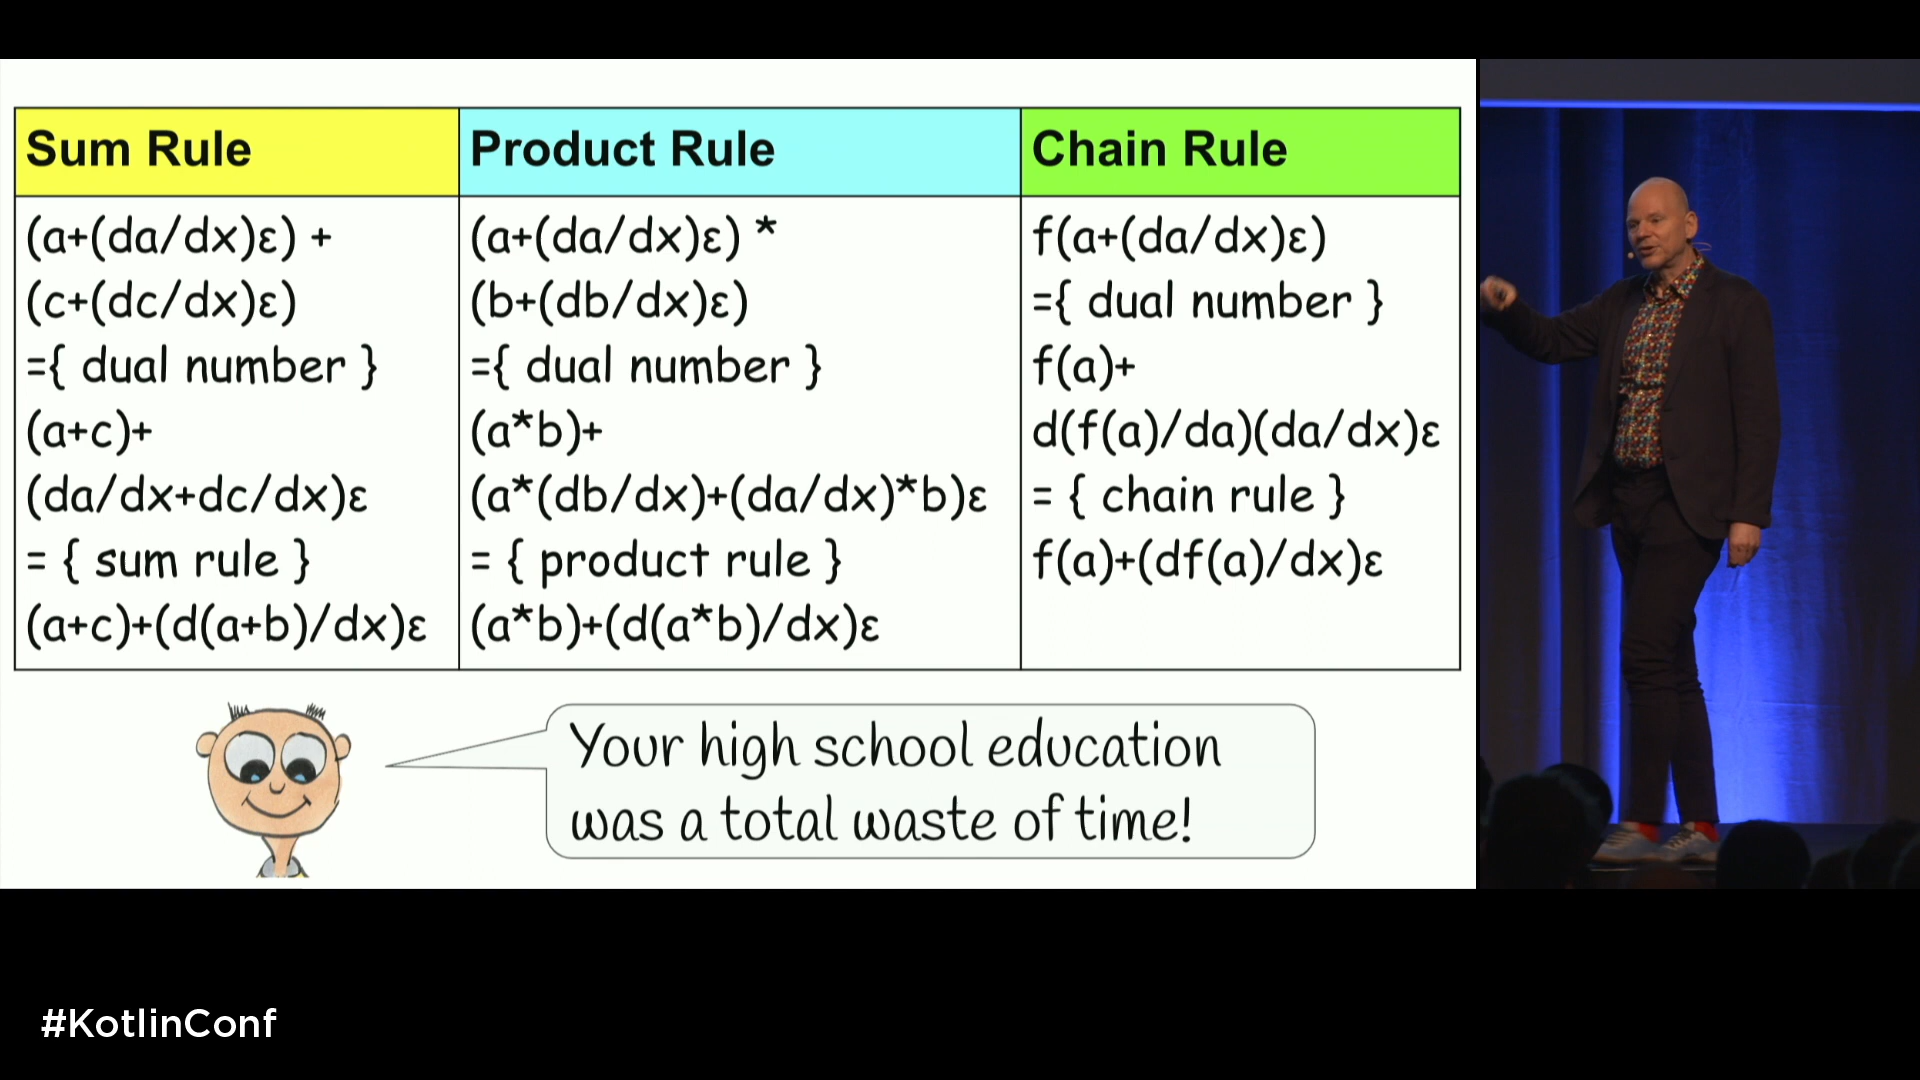 Sum Rule
(a+(da/dx)ε) +
(c+(dc/dx)ε)
={ dual number }
(a+c)+
(da/dx+dc/dx)ε
= { sum rule }
(a+c)+(d(a+b)/dx)ε
Product Rule
(a+(da/dx)ε) *
(b+(db/dx)ε)
={ dual number }
(a*b)+
(a*(db/dx)+(da/dx)*b)ε
= { product rule }
(a*b)+(d(a*b)/dx)ε
Chain Rule
f(a+(da/dx)ε)
={ dual number }
f(a)+
d(f(a)/da)(da/dx)ε
= { chain rule }
f(a)+(df(a)/dx)ε
Your high school education
was a total waste of time!
#KotlinConf